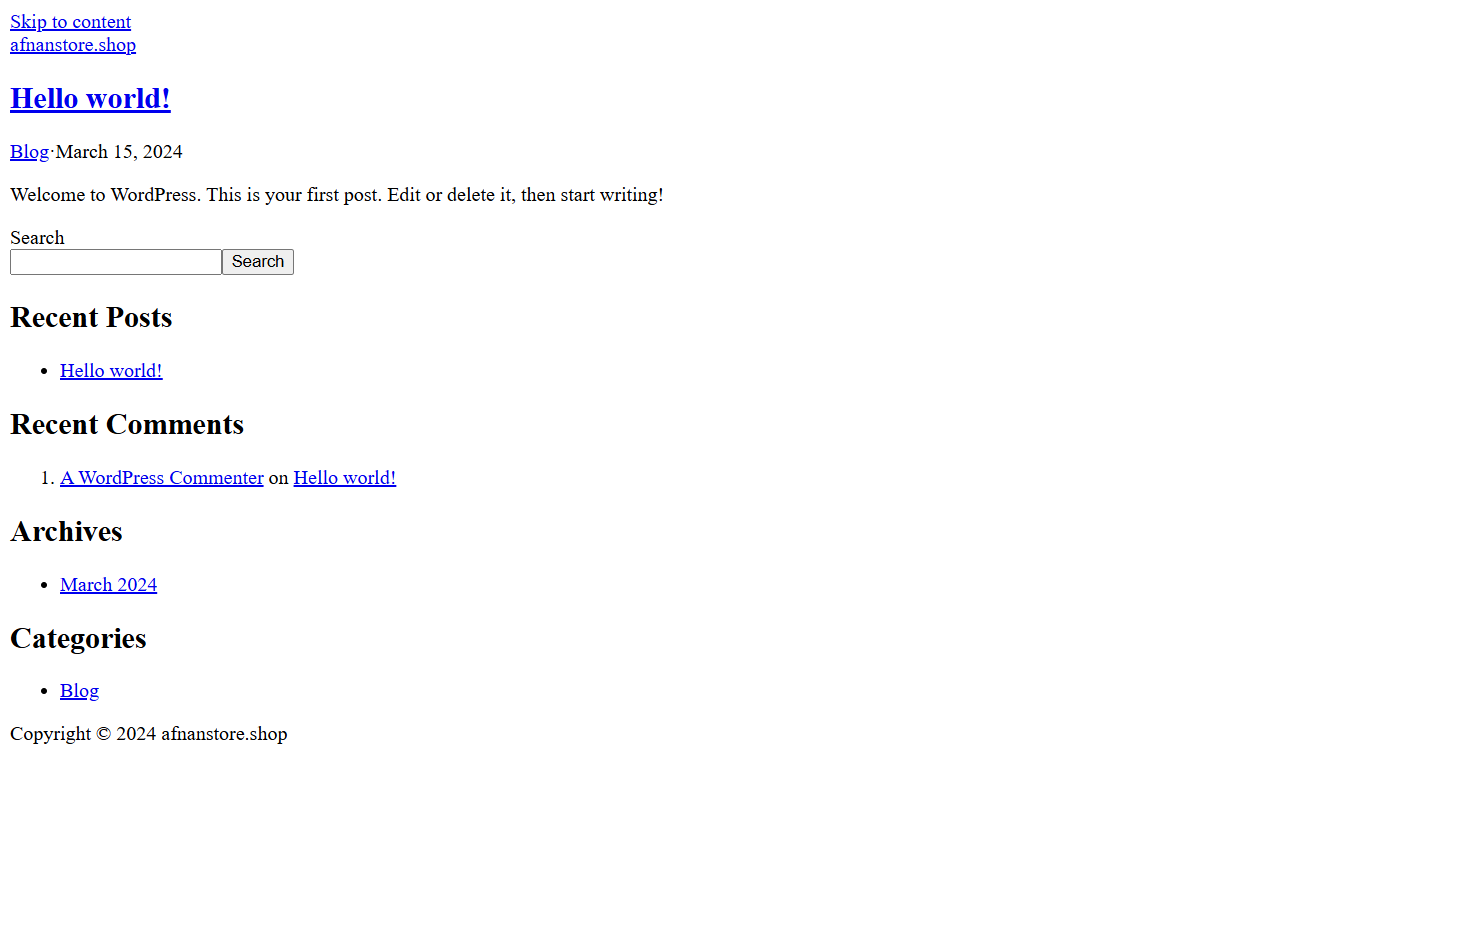 Skip to content
afnanstore.shop
Hello world!
Blog·March 15, 2024
Welcome to WordPress. This is your first post. Edit or delete it, then start writing!
Search
Search
Recent Posts
Hello world!
Recent Comments
1. A WordPress Commenter on Hello world!
Archives
March 2024
Categories
Blog
Copyright © 2024 afnanstore.shop